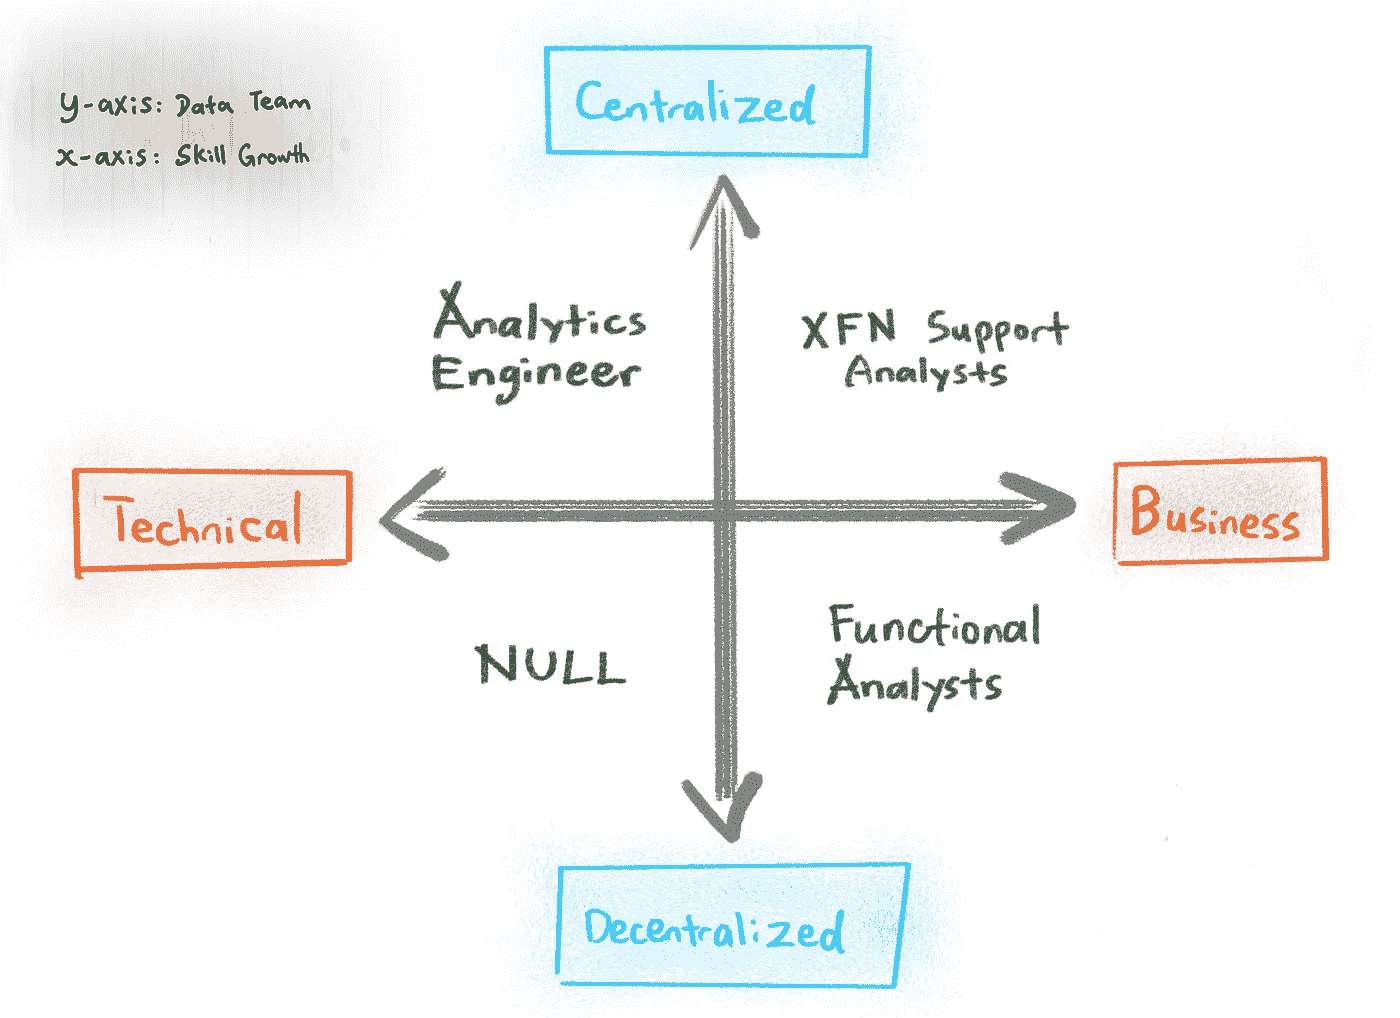 y-axis: Data Team
x-axis: Skill Growth
Centralized
Analytics
Engineer
XFN Support
Analysts
Technical
Business
NULL
Functional
Analysts
Decentralized